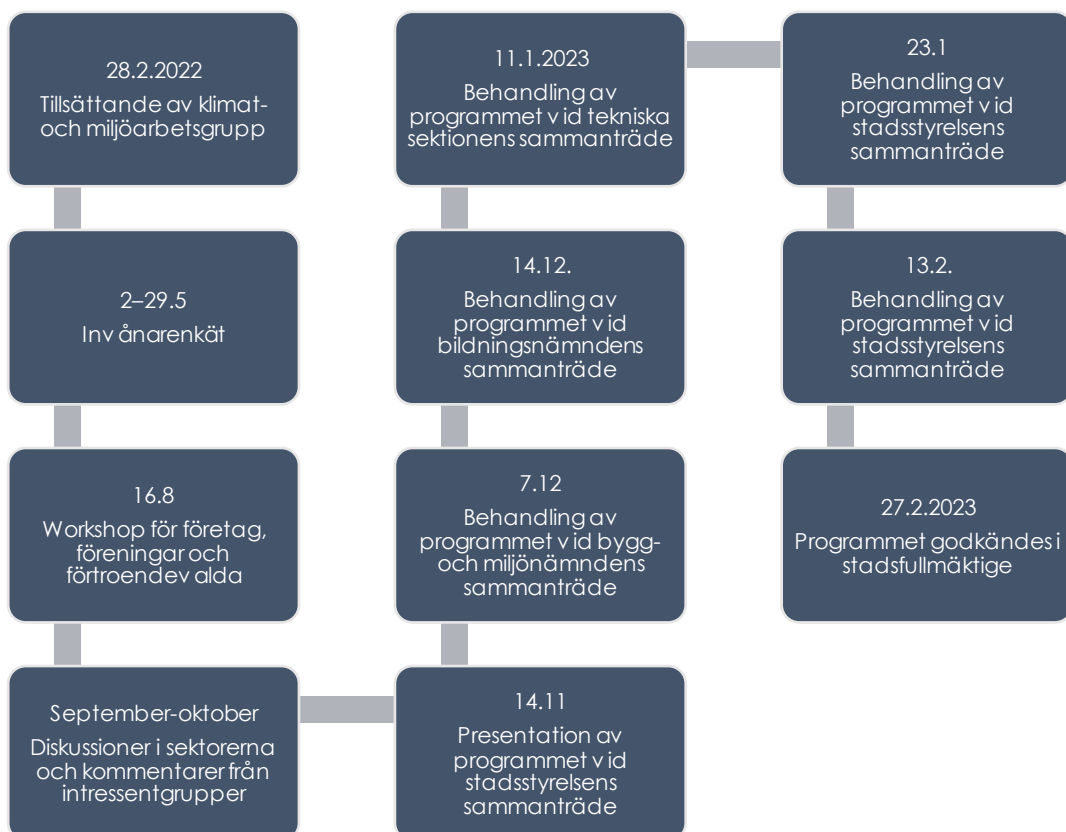 28.2.2022
Tillsättande av klimat-
och miljöarbetsgrupp
2–29.5
Invånarenkät
16.8
Workshop för företag,
föreningar och
förtroendevalda
September-oktober
Diskussioner i sektorerna
och kommentarer från
intressentgrupper
14.11
Presentation av
programmet vid
stadsstyrelsens
sammanträde
7.12
Behandling av
programmet vid bygg-
och miljönämndens
sammanträde
14.12.
Behandling av
programmet vid
bildningsnämndens
sammanträde
11.1.2023
Behandling av
programmet vid tekniska
sektionens sammanträde
23.1
Behandling av
programmet vid
stadsstyrelsens
sammanträde
13.2.
Behandling av
programmet vid
stadsstyrelsens
sammanträde
27.2.2023
Programmet godkändes i
stadsfullmäktige